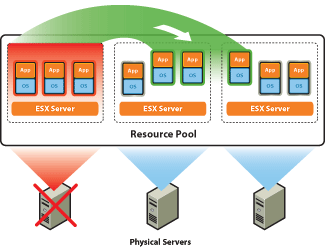 App App App App App App App App App
OS OS OS OS OS OS OS OS OS
ESX Server ESX Server ESX Server
Resource Pool
Physical Servers